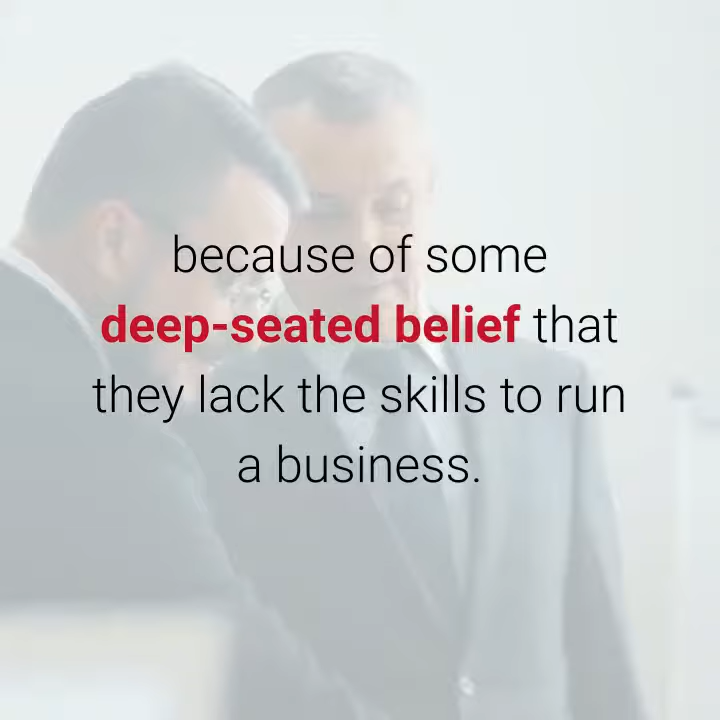 because of some
deep-seated belief that
they lack the skills to run
a business.